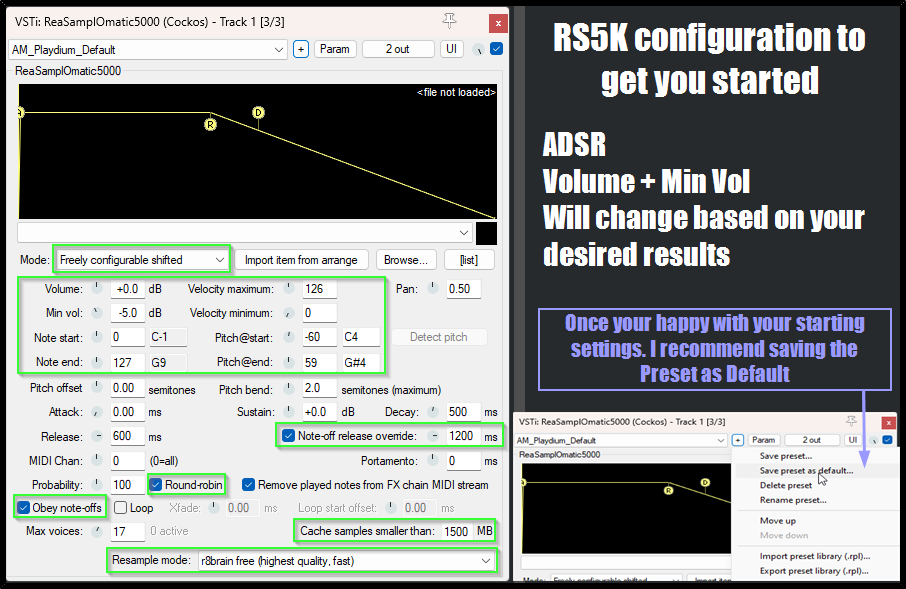 VSTi: ReaSamplOmatic5000 (Cockos) - Track 1 [3/3]
x
AM_Playdium_Default
+
Param
2 out
UI
ReaSamplOmatic5000
<file not loaded>
A
R
D
Mode: Freely configurable shifted
Import item from arrange
Browse...
[list]
Volume: +0.0 dB Velocity maximum: 126 Pan: 0.50
Min vol: -5.0 dB Velocity minimum: 0
Note start: 0 C-1 Pitch@start: -60 C4 Detect pitch
Note end: 127 G9 Pitch@end: 59 G#4
Pitch offset 0.00 semitones Pitch bend: 2.0 semitones (maximum)
Attack: 0.00 ms Sustain: +0.0 dB Decay: 500 ms
Release: 600 ms Note-off release override: 1200 ms
MIDI Chan: 0 (0=all) Portamento: 0 ms
Probability: 100 Round-robin Remove played notes from FX chain MIDI stream
Obey note-offs Loop Xfade: 0.00 ms Loop start offset: 0.00 ms
Max voices: 17 0 active Cache samples smaller than: 1500 MB
Resample mode: r8brain free (highest quality, fast)
RS5K configuration to
get you started
ADSR
Volume + Min Vol
Will change based on your
desired results
Once your happy with your starting
settings. I recommend saving the
Preset as Default
VSTi: ReaSamplOmatic5000 (Cockos) - Track 1 [3/3]
x
AM_Playdium_Default
+
Param
2 out
UI
ReaSamplOmatic5000
R
D
Save preset...
Save preset as default...
Delete preset
Rename preset...
Move up
Move down
Import preset library (.rpl)...
Export preset library (.rpl)...
Mode: Freely configurable shifted